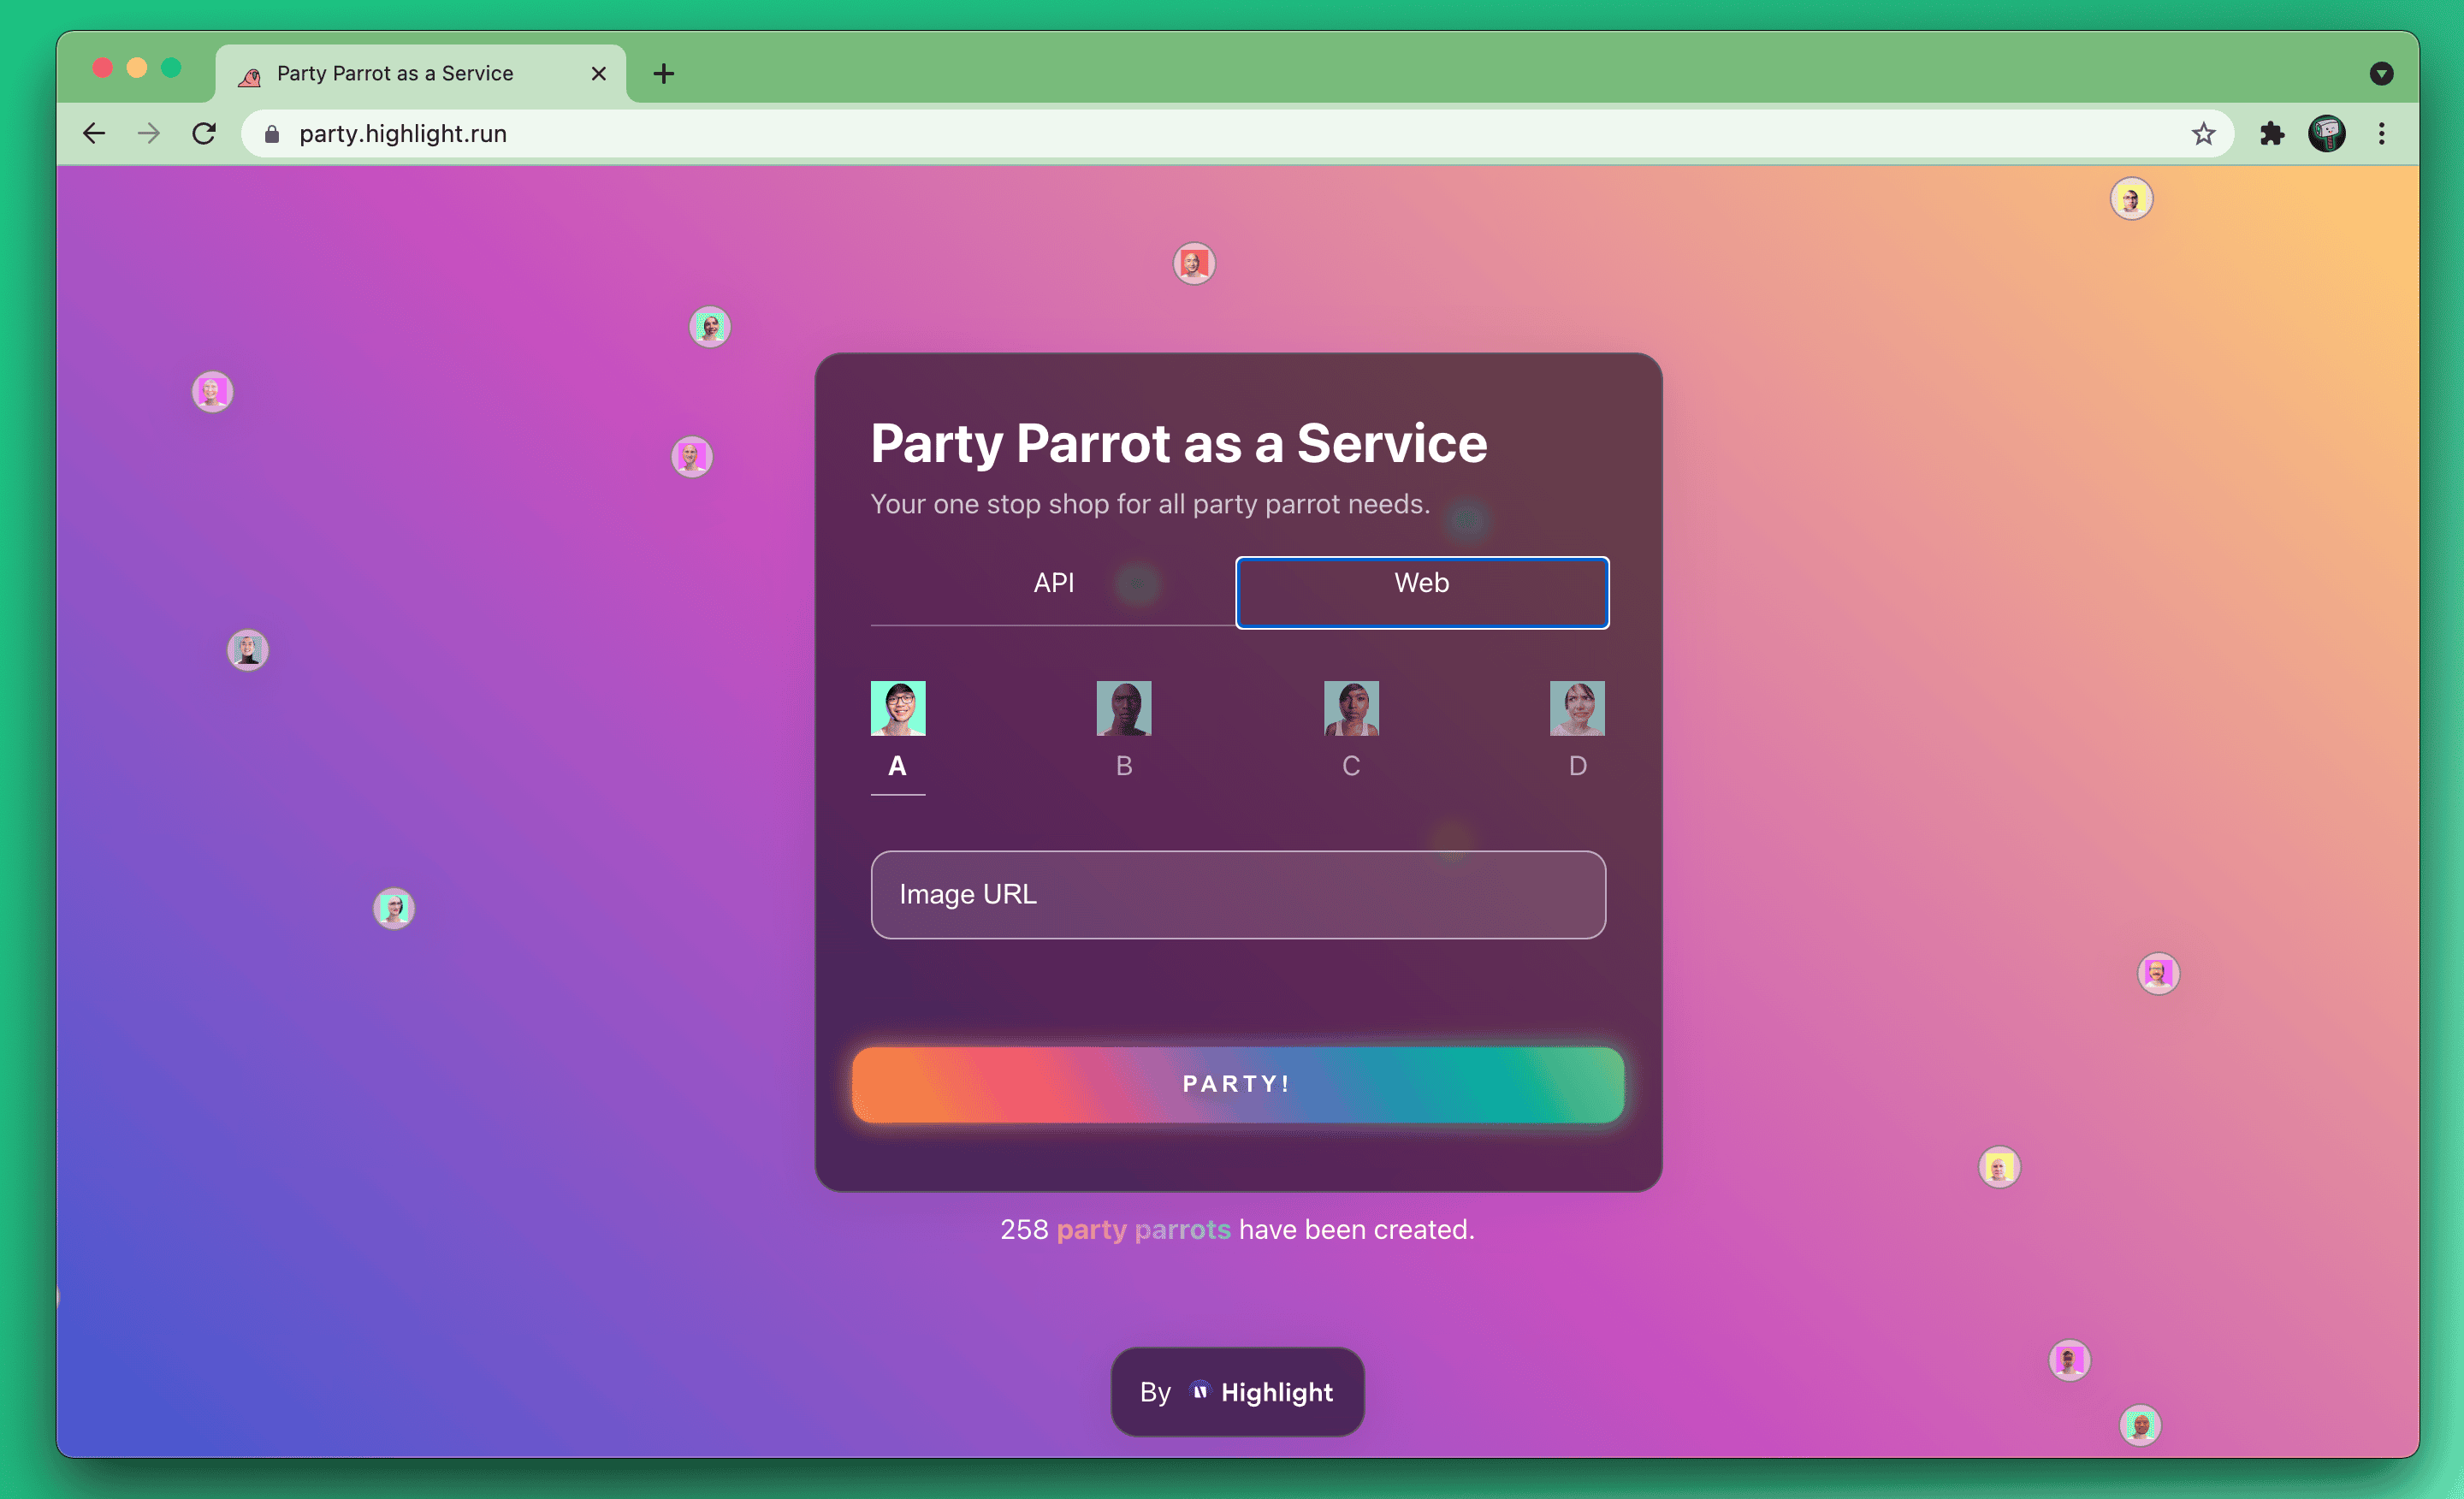 Party Parrot as a Service
party.highlight.run
Party Parrot as a Service
Your one stop shop for all party parrot needs.
API Web
A B C D
Image URL
PARTY!
258 party parrots have been created.
By Highlight